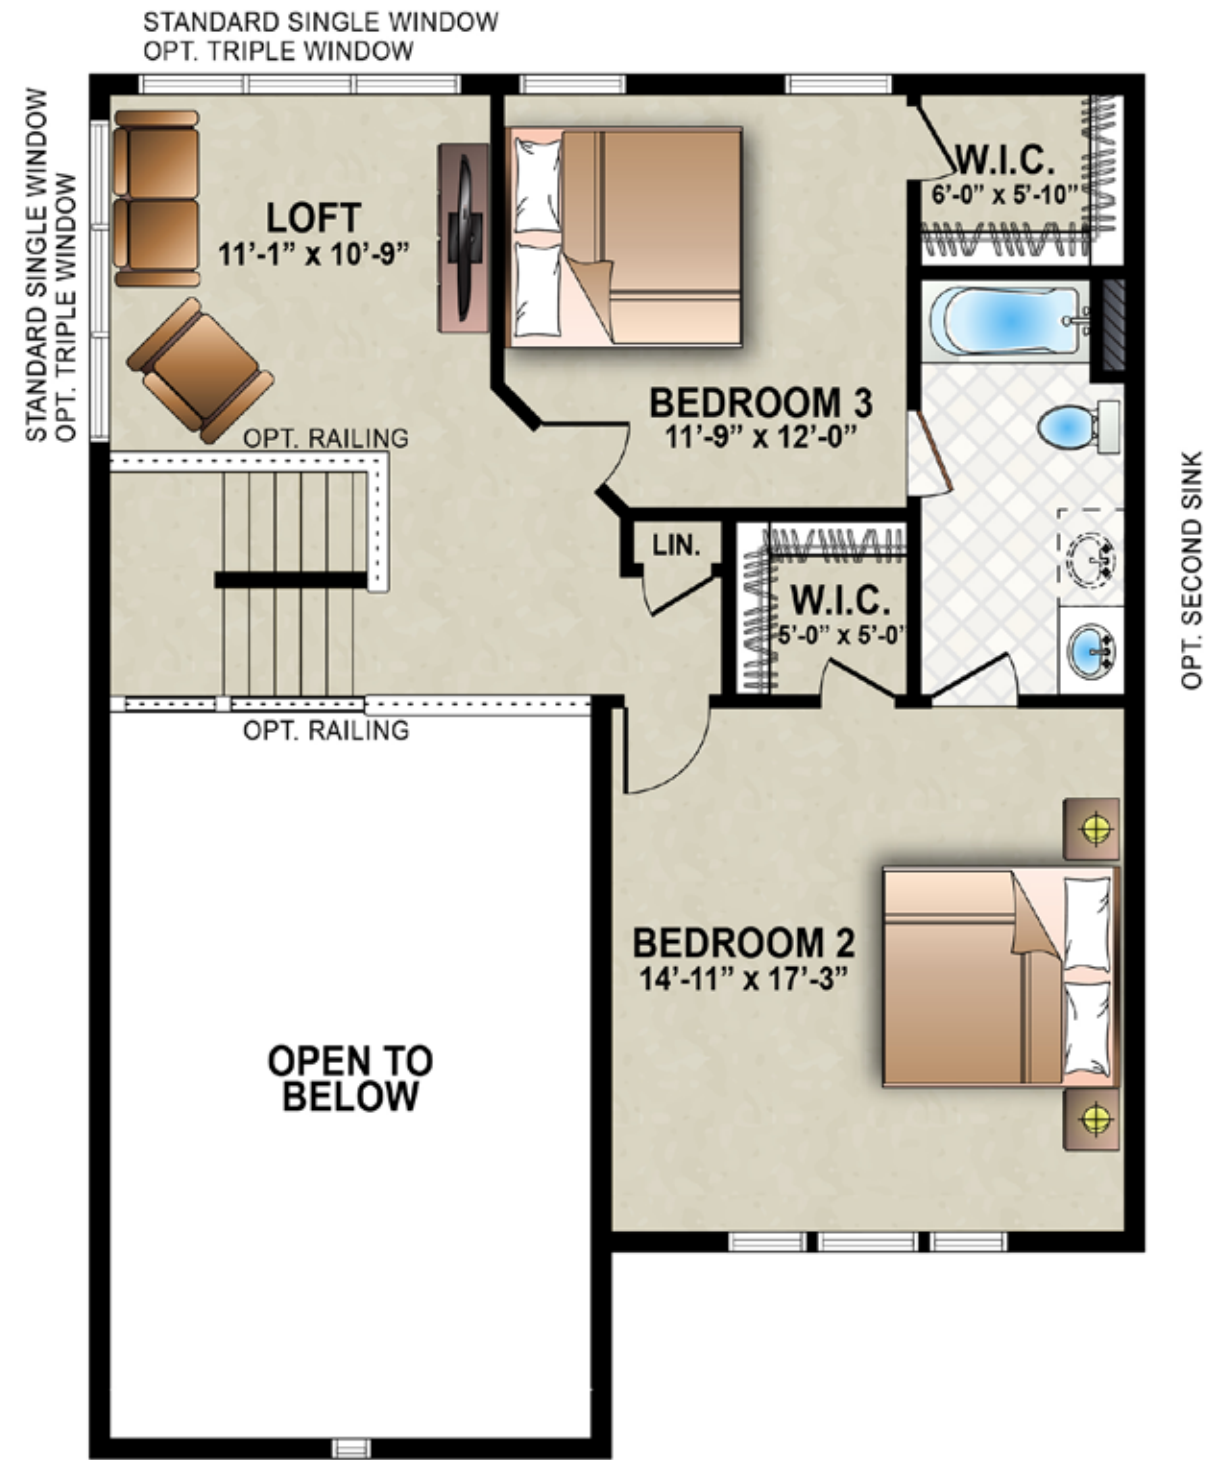 STANDARD SINGLE WINDOW
OPT. TRIPLE WINDOW
STANDARD SINGLE WINDOW
OPT. TRIPLE WINDOW
LOFT
11’-1” x 10’-9”
W.I.C.
6’-0” x 5’-10”
BEDROOM 3
11’-9” x 12’-0”
OPT. RAILING
LIN.
W.I.C.
5’-0” x 5’-0”
OPT. SECOND SINK
OPT. RAILING
BEDROOM 2
14’-11” x 17’-3”
OPEN TO
BELOW